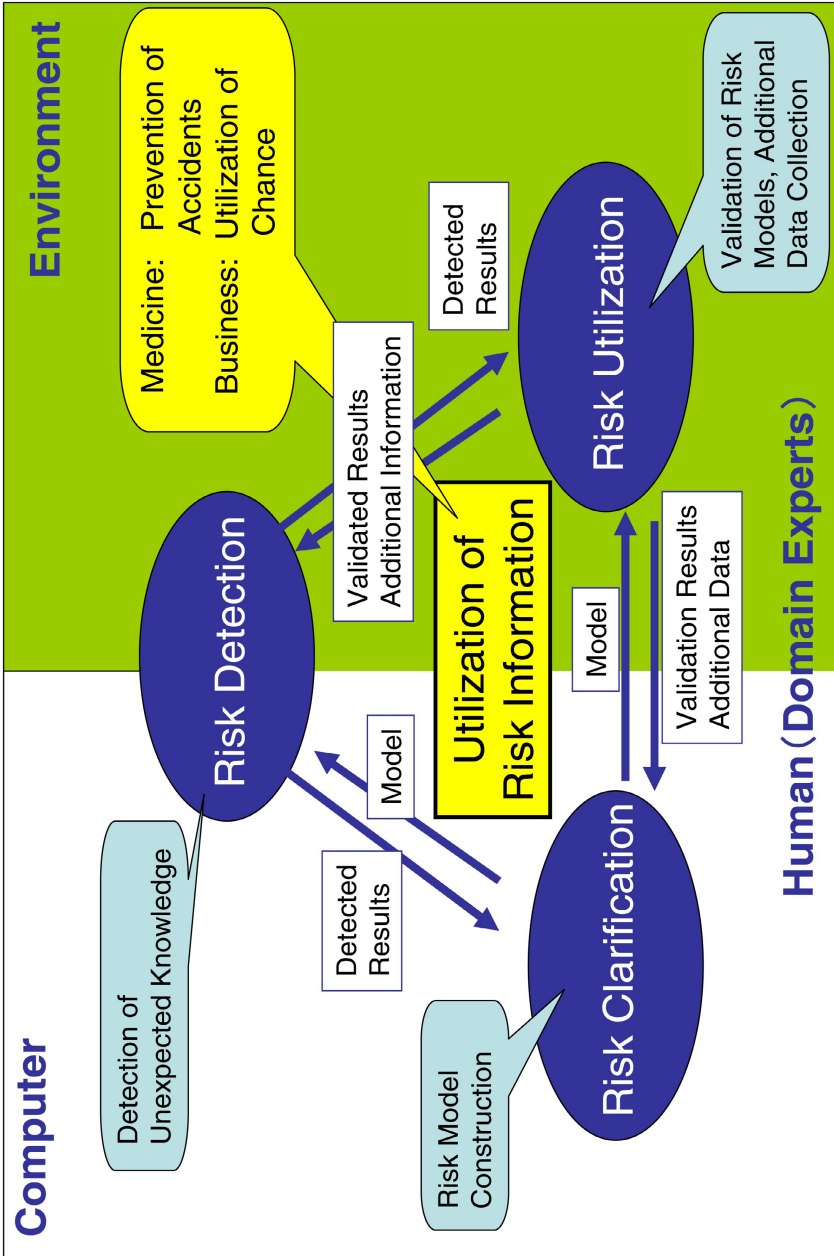 Computer
Environment
Detection of
Unexpected Knowledge
Risk Detection
Medicine: Prevention of
Accidents
Business: Utilization of
Chance
Detected
Results
Model
Validated Results
Additional Information
Detected
Results
Utilization of
Risk Information
Risk Model
Construction
Risk Clarification
Model
Validation Results
Additional Data
Risk Utilization
Validation of Risk
Models, Additional
Data Collection
Human（Domain Experts）